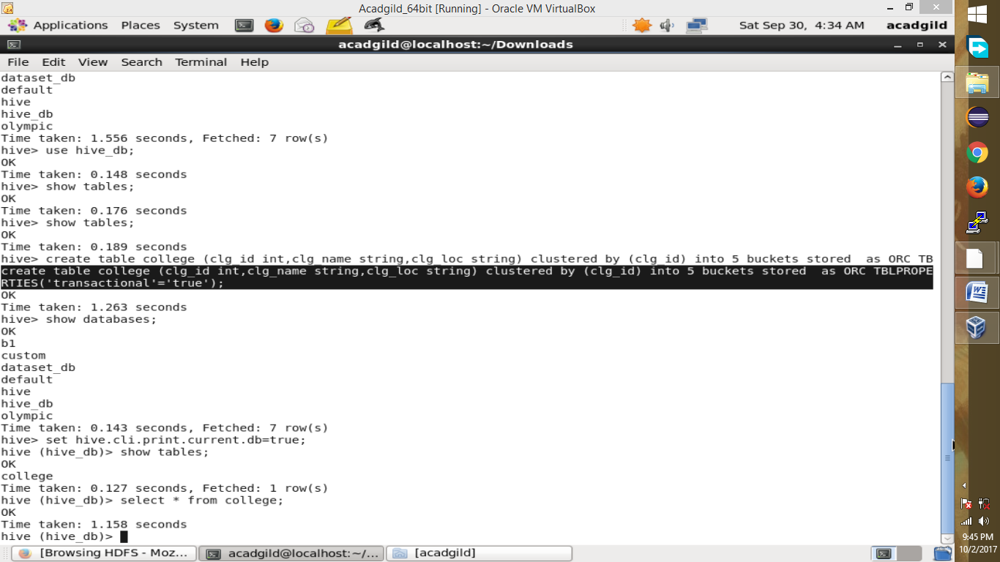 Acadgild_64bit [Running] - Oracle VM VirtualBox
Applications Places System Sat Sep 30, 4:34 AM acadgild
acadgild@localhost:~/Downloads
File Edit View Search Terminal Help
dataset_db
default
hive
hive_db
olympic
Time taken: 1.556 seconds, Fetched: 7 row(s)
hive> use hive_db;
OK
Time taken: 0.148 seconds
hive> show tables;
OK
Time taken: 0.176 seconds
hive> show tables;
OK
Time taken: 0.189 seconds
hive> create table college (clg_id int,clg_name string,clg_loc string) clustered by (clg_id) into 5 buckets stored  as ORC TB
create table college (clg_id int,clg_name string,clg_loc string) clustered by (clg_id) into 5 buckets stored  as ORC TBLPROPE
RTIES('transactional'='true');
OK
Time taken: 1.263 seconds
hive> show databases;
OK
b1
custom
dataset_db
default
hive
hive_db
olympic
Time taken: 0.143 seconds, Fetched: 7 row(s)
hive> set hive.cli.print.current.db=true;
hive (hive_db)> show tables;
OK
college
Time taken: 0.127 seconds, Fetched: 1 row(s)
hive (hive_db)> select * from college;
OK
Time taken: 1.158 seconds
hive (hive_db)>
[Browsing HDFS - Moz... acadgild@localhost:~/... [acadgild]
9:45 PM
10/2/2017